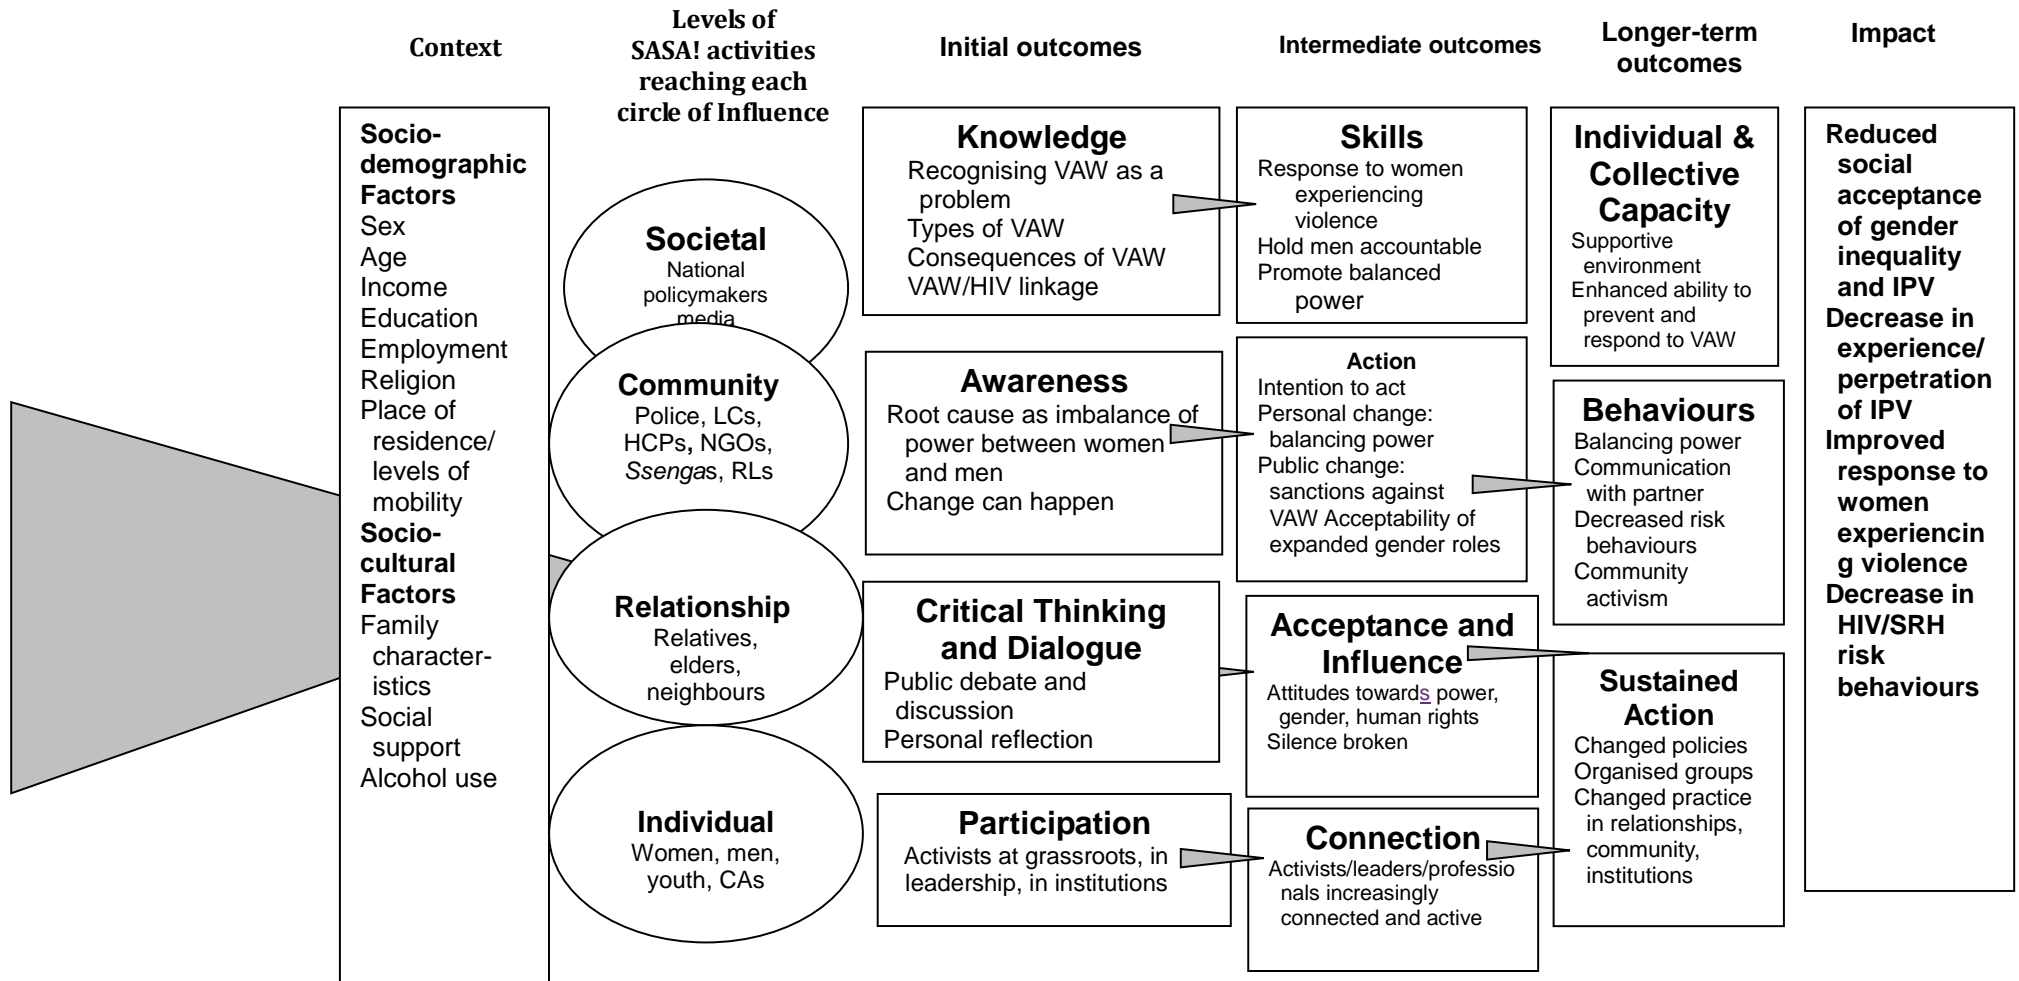 Context
Levels of
SASA! activities
reaching each
circle of Influence
Initial outcomes
Intermediate outcomes
Longer-term
outcomes
Impact
Socio-
demographic
Factors
Sex
Age
Income
Education
Employment
Religion
Place of
residence/
levels of
mobility
Socio-
cultural
Factors
Family
character-
istics
Social
support
Alcohol use
Societal
National
policymakers
media
Community
Police, LCs,
HCPs, NGOs,
Ssengas, RLs
Relationship
Relatives,
elders,
neighbours
Individual
Women, men,
youth, CAs
Knowledge
Recognising VAW as a
problem
Types of VAW
Consequences of VAW
VAW/HIV linkage
Awareness
Root cause as imbalance of
power between women
and men
Change can happen
Critical Thinking
and Dialogue
Public debate and
discussion
Personal reflection
Participation
Activists at grassroots, in
leadership, in institutions
Skills
Response to women
experiencing
violence
Hold men accountable
Promote balanced
power
Action
Intention to act
Personal change:
balancing power
Public change:
sanctions against
VAW Acceptability of
expanded gender roles
Acceptance and
Influence
Attitudes towards power,
gender, human rights
Silence broken
Connection
Activists/leaders/professio
nals increasingly
connected and active
Individual &
Collective
Capacity
Supportive
environment
Enhanced ability to
prevent and
respond to VAW
Behaviours
Balancing power
Communication
with partner
Decreased risk
behaviours
Community
activism
Sustained
Action
Changed policies
Organised groups
Changed practice
in relationships,
community,
institutions
Reduced
social
acceptance
of gender
inequality
and IPV
Decrease in
experience/
perpetration
of IPV
Improved
response to
women
experiencin
g violence
Decrease in
HIV/SRH
risk
behaviours